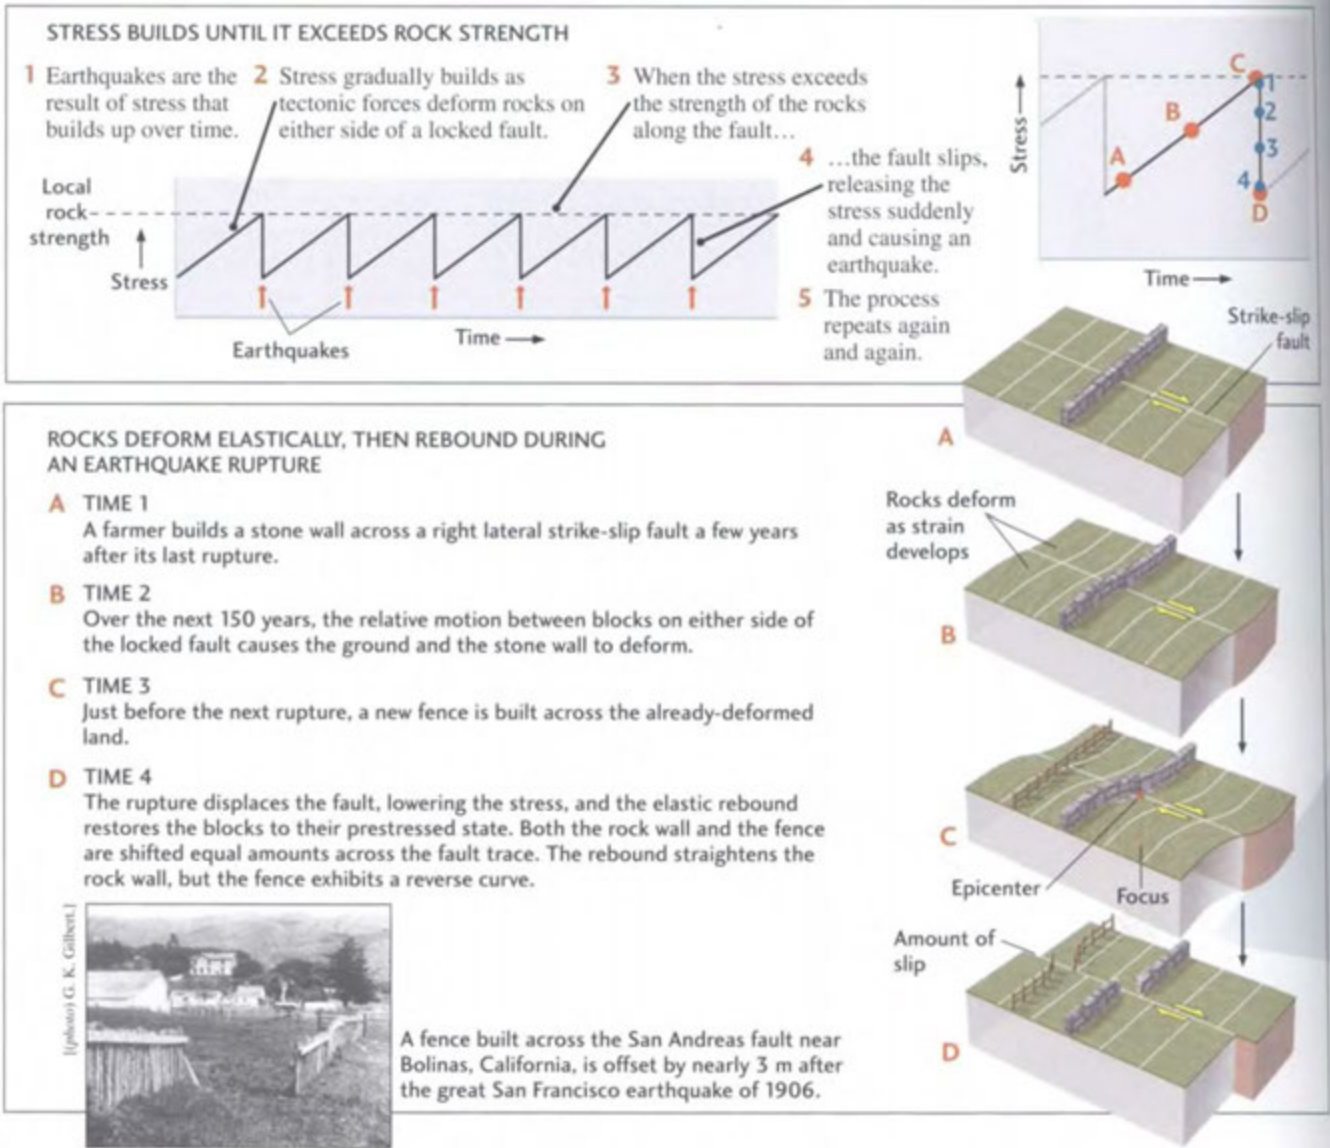 STRESS BUILDS UNTIL IT EXCEEDS ROCK STRENGTH
1 Earthquakes are the
result of stress that
builds up over time.
2 Stress gradually builds as
tectonic forces deform rocks on
either side of a locked fault.
3 When the stress exceeds
the strength of the rocks
along the fault...
4 ...the fault slips,
releasing the
stress suddenly
and causing an
earthquake.
5 The process
repeats again
and again.
Local
rock
strength
Stress
Earthquakes
Time
Stress
A
B
C
1
2
3
4
D
Time
Strike-slip
fault
ROCKS DEFORM ELASTICALLY, THEN REBOUND DURING
AN EARTHQUAKE RUPTURE
A TIME 1
A farmer builds a stone wall across a right lateral strike-slip fault a few years
after its last rupture.
B TIME 2
Over the next 150 years, the relative motion between blocks on either side of
the locked fault causes the ground and the stone wall to deform.
C TIME 3
Just before the next rupture, a new fence is built across the already-deformed
land.
D TIME 4
The rupture displaces the fault, lowering the stress, and the elastic rebound
restores the blocks to their prestressed state. Both the rock wall and the fence
are shifted equal amounts across the fault trace. The rebound straightens the
rock wall, but the fence exhibits a reverse curve.
[(photo) G. K. Gilbert.]
A fence built across the San Andreas fault near
Bolinas, California, is offset by nearly 3 m after
the great San Francisco earthquake of 1906.
A
Rocks deform
as strain
develops
B
C
Epicenter
Focus
Amount of
slip
D